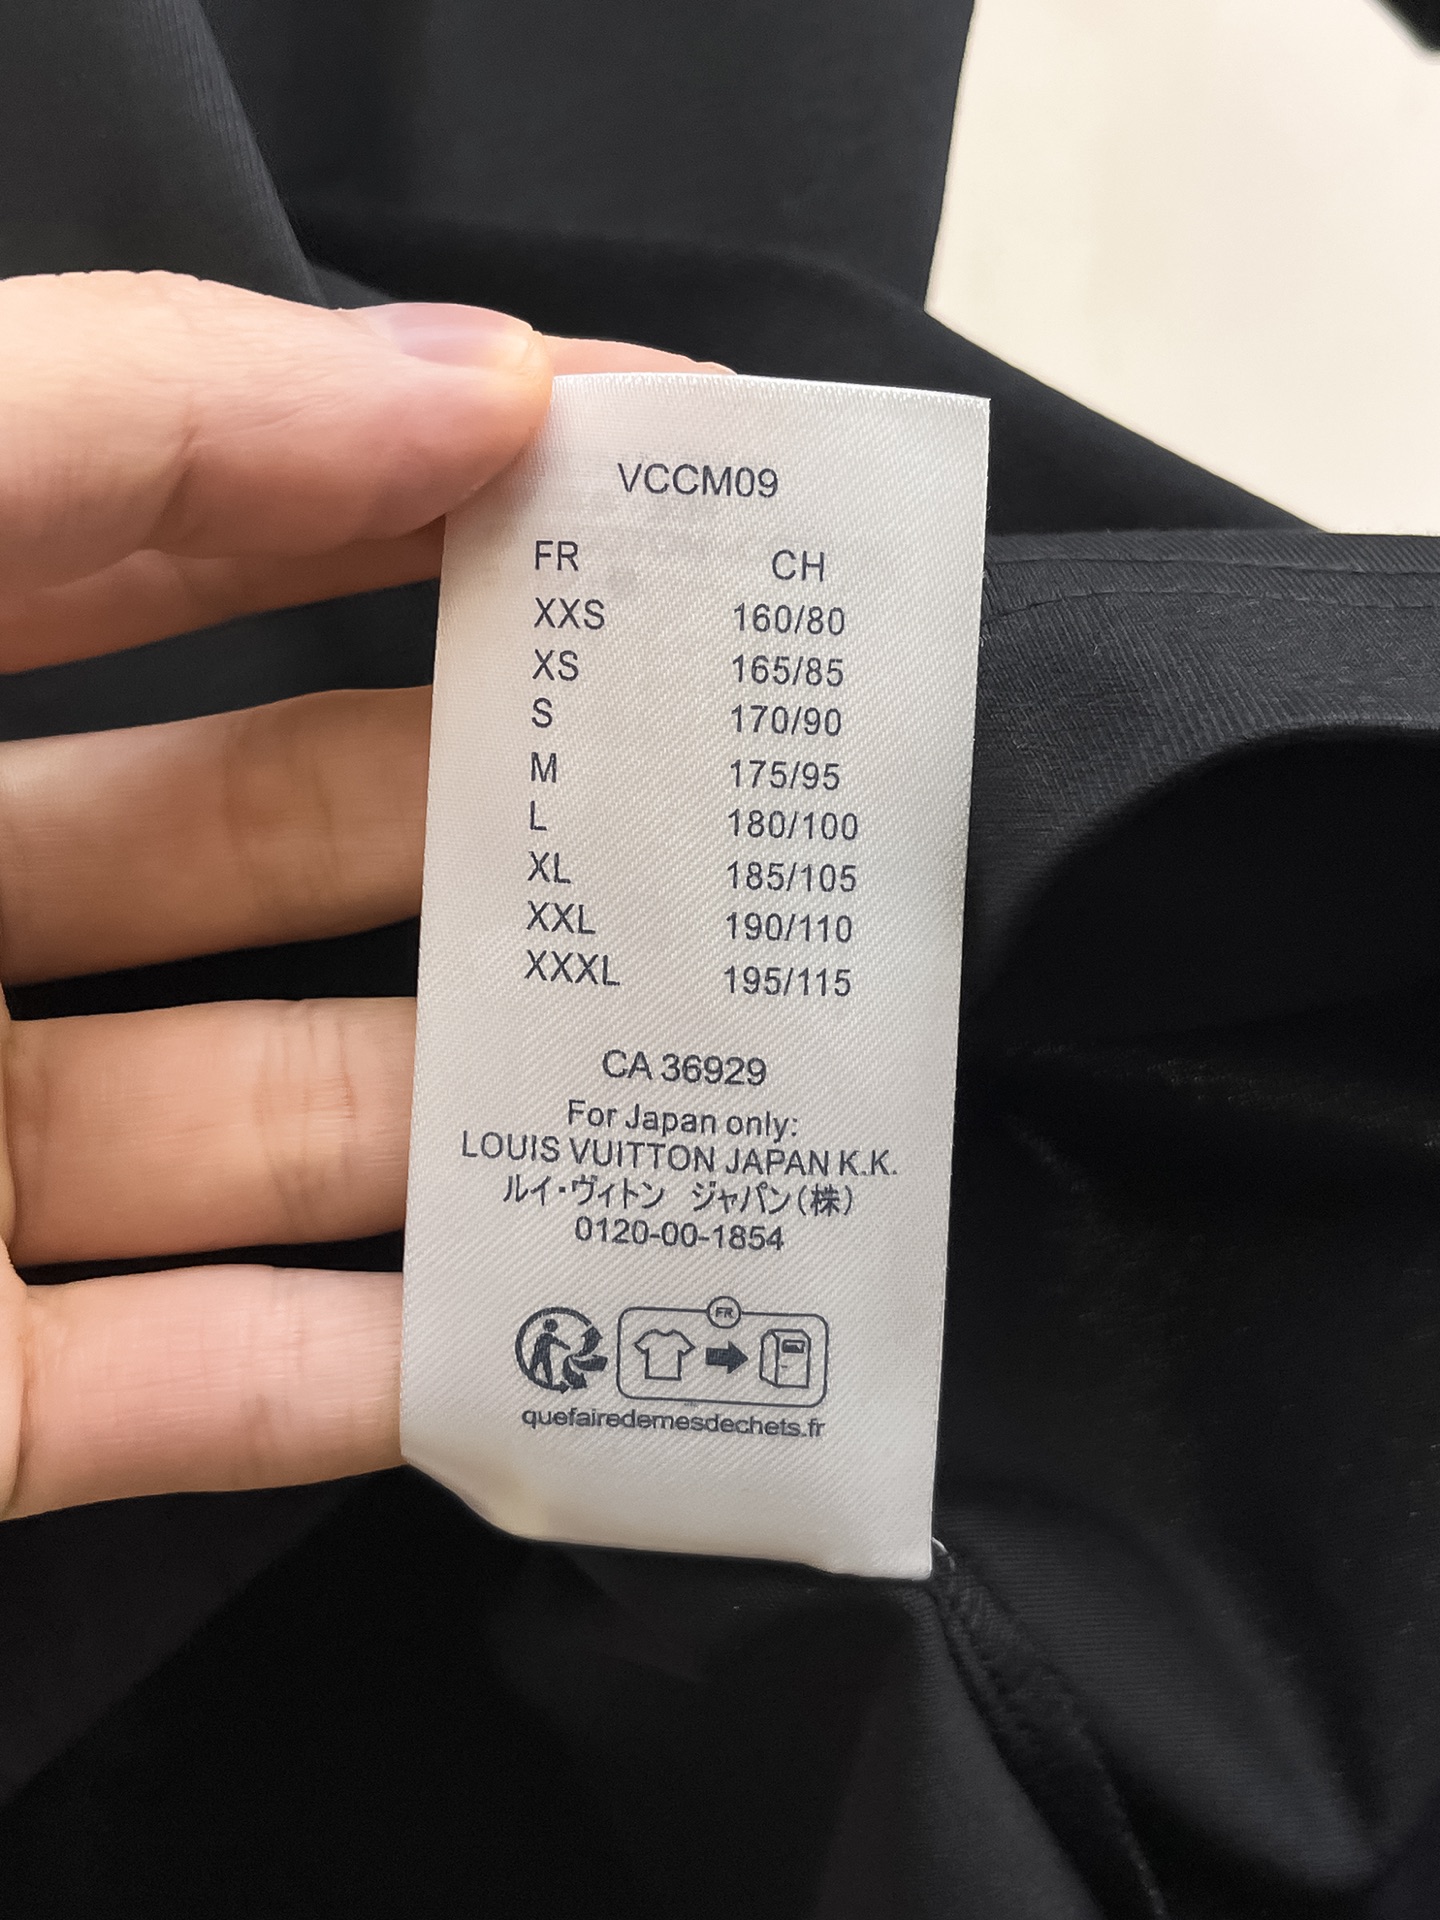 VCCM09
FR CH
XXS 160/80
XS 165/85
S 170/90
M 175/95
L 180/100
XL 185/105
XXL 190/110
XXXL 195/115
CA 36929
For Japan only:
LOUIS VUITTON JAPAN K.K.
ルイ・ヴィトン ジャパン(株)
0120-00-1854
FR
quefairedemesdechets.fr